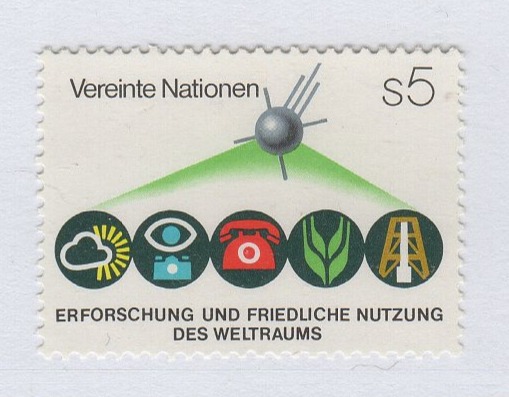 Vereinte Nationen s5
ERFORSCHUNG UND FRIEDLICHE NUTZUNG
DES WELTRAUMS